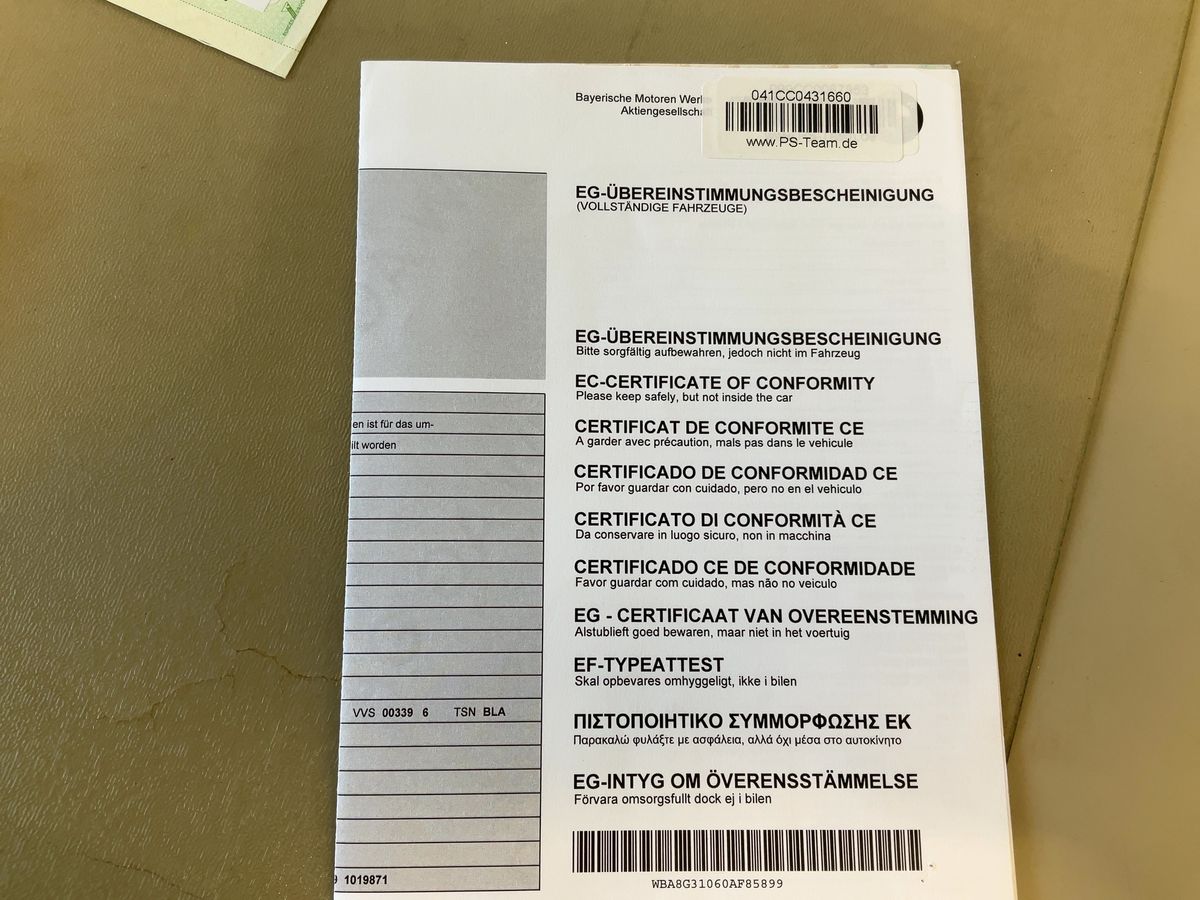 Bayerische Motoren
Aktiengesellscha
041CC0431660
www.PS-Team.de
EG-ÜBEREINSTIMMUNGSBESCHEINIGUNG
(VOLLSTÄNDIGE FAHRZEUGE)
EG-ÜBEREINSTIMMUNGSBESCHEINIGUNG
Bitte sorgfältig aufbewahren, jedoch nicht im Fahrzeug
EC-CERTIFICATE OF CONFORMITY
Please keep safely, but not inside the car
CERTIFICAT DE CONFORMITE CE
A garder avec précaution, mals pas dans le vehicule
CERTIFICADO DE CONFORMIDAD CE
Por favor guardar con cuidado, pero no en el vehiculo
CERTIFICATO DI CONFORMITÀ CE
Da conservare in luogo sicuro, non in macchina
CERTIFICADO CE DE CONFORMIDADE
Favor guardar com cuidado, mas não no veiculo
EG - CERTIFICAAT VAN OVEREENSTEMMING
Alstublieft goed bewaren, maar niet in het voertuig
EF-TYPEATTEST
Skal opbevares omhyggeligt, ikke i bilen
ΠΙΣΤΟΠΟΙΗΤΙΚΟ ΣΥΜΜΟΡΦΩΣΗΣ ΕΚ
Παρακαλώ φυλάξτε με ασφάλεια, αλλά όχι μέσα στο αυτοκίνητο
EG-INTYG OM ÖVERENSSTÄMMELSE
Förvara omsorgsfullt dock ej i bilen
WBA8G31060AF85899
en ist für das um-
ilt worden
VVS 00339 6 TSN BLA
1019871